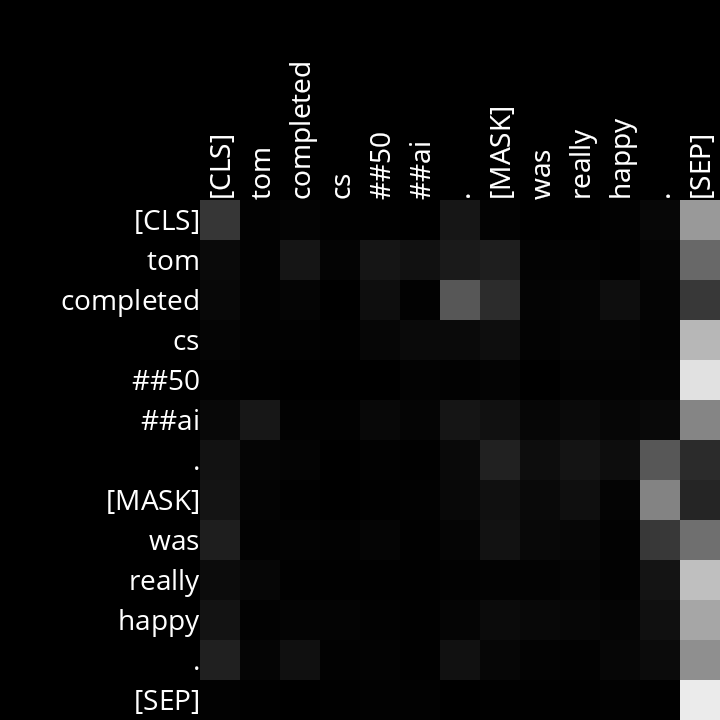 [CLS]
tom
completed
cs
##50
##ai
.
[MASK]
was
really
happy
.
[SEP]
[CLS]
tom
completed
cs
##50
##ai
.
[MASK]
was
really
happy
.
[SEP]